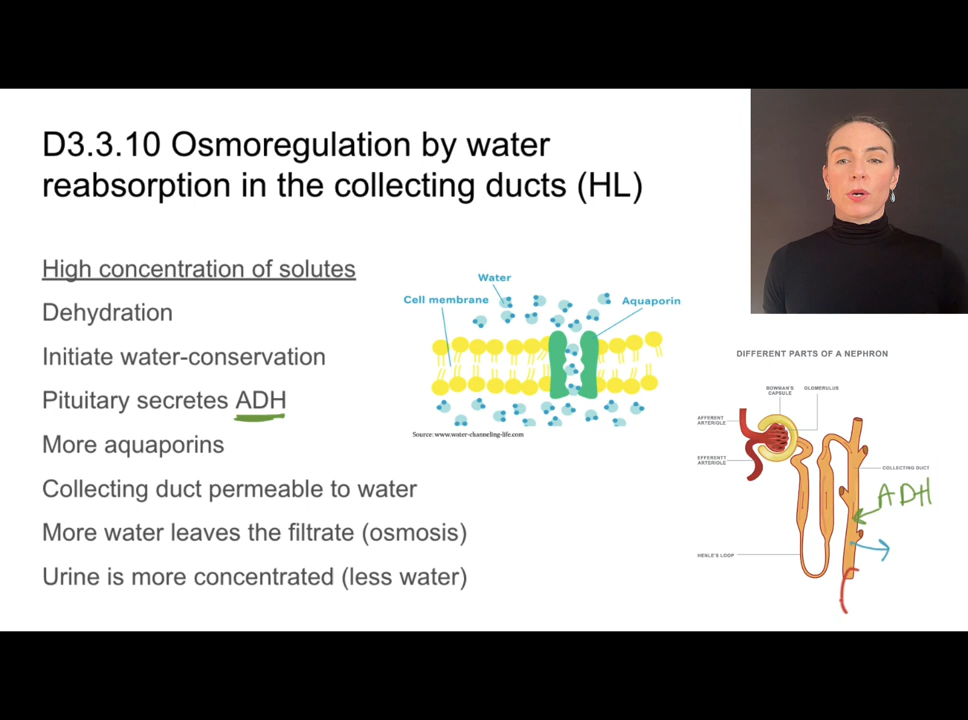 D3.3.10 Osmoregulation by water
reabsorption in the collecting ducts (HL)
High concentration of solutes
Dehydration
Initiate water-conservation
Pituitary secretes ADH
More aquaporins
Collecting duct permeable to water
More water leaves the filtrate (osmosis)
Urine is more concentrated (less water)
Water
Cell membrane
Aquaporin
Source: www.water-channeling-life.com
DIFFERENT PARTS OF A NEPHRON
BOWMAN'S
CAPSULE
GLOMERULUS
AFFERENT
ARTERIOLE
EFFERENTT
ARTERIOLE
COLLECTING DUCT
ADH
HENLE'S LOOP